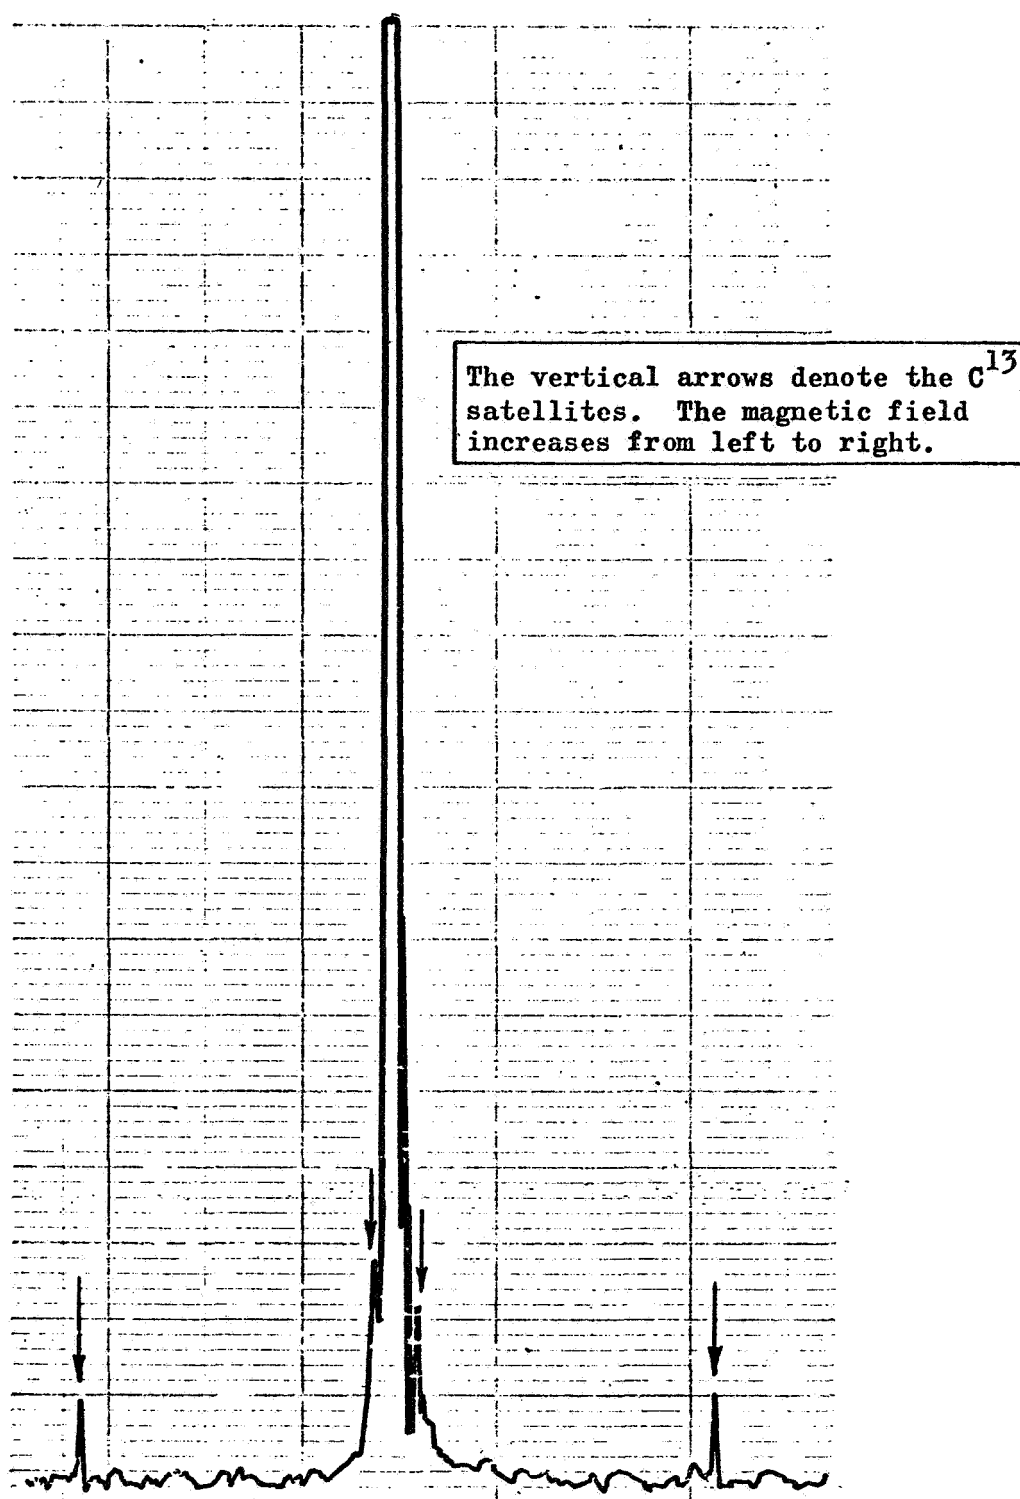 The vertical arrows denote the C13
satellites. The magnetic field
increases from left to right.